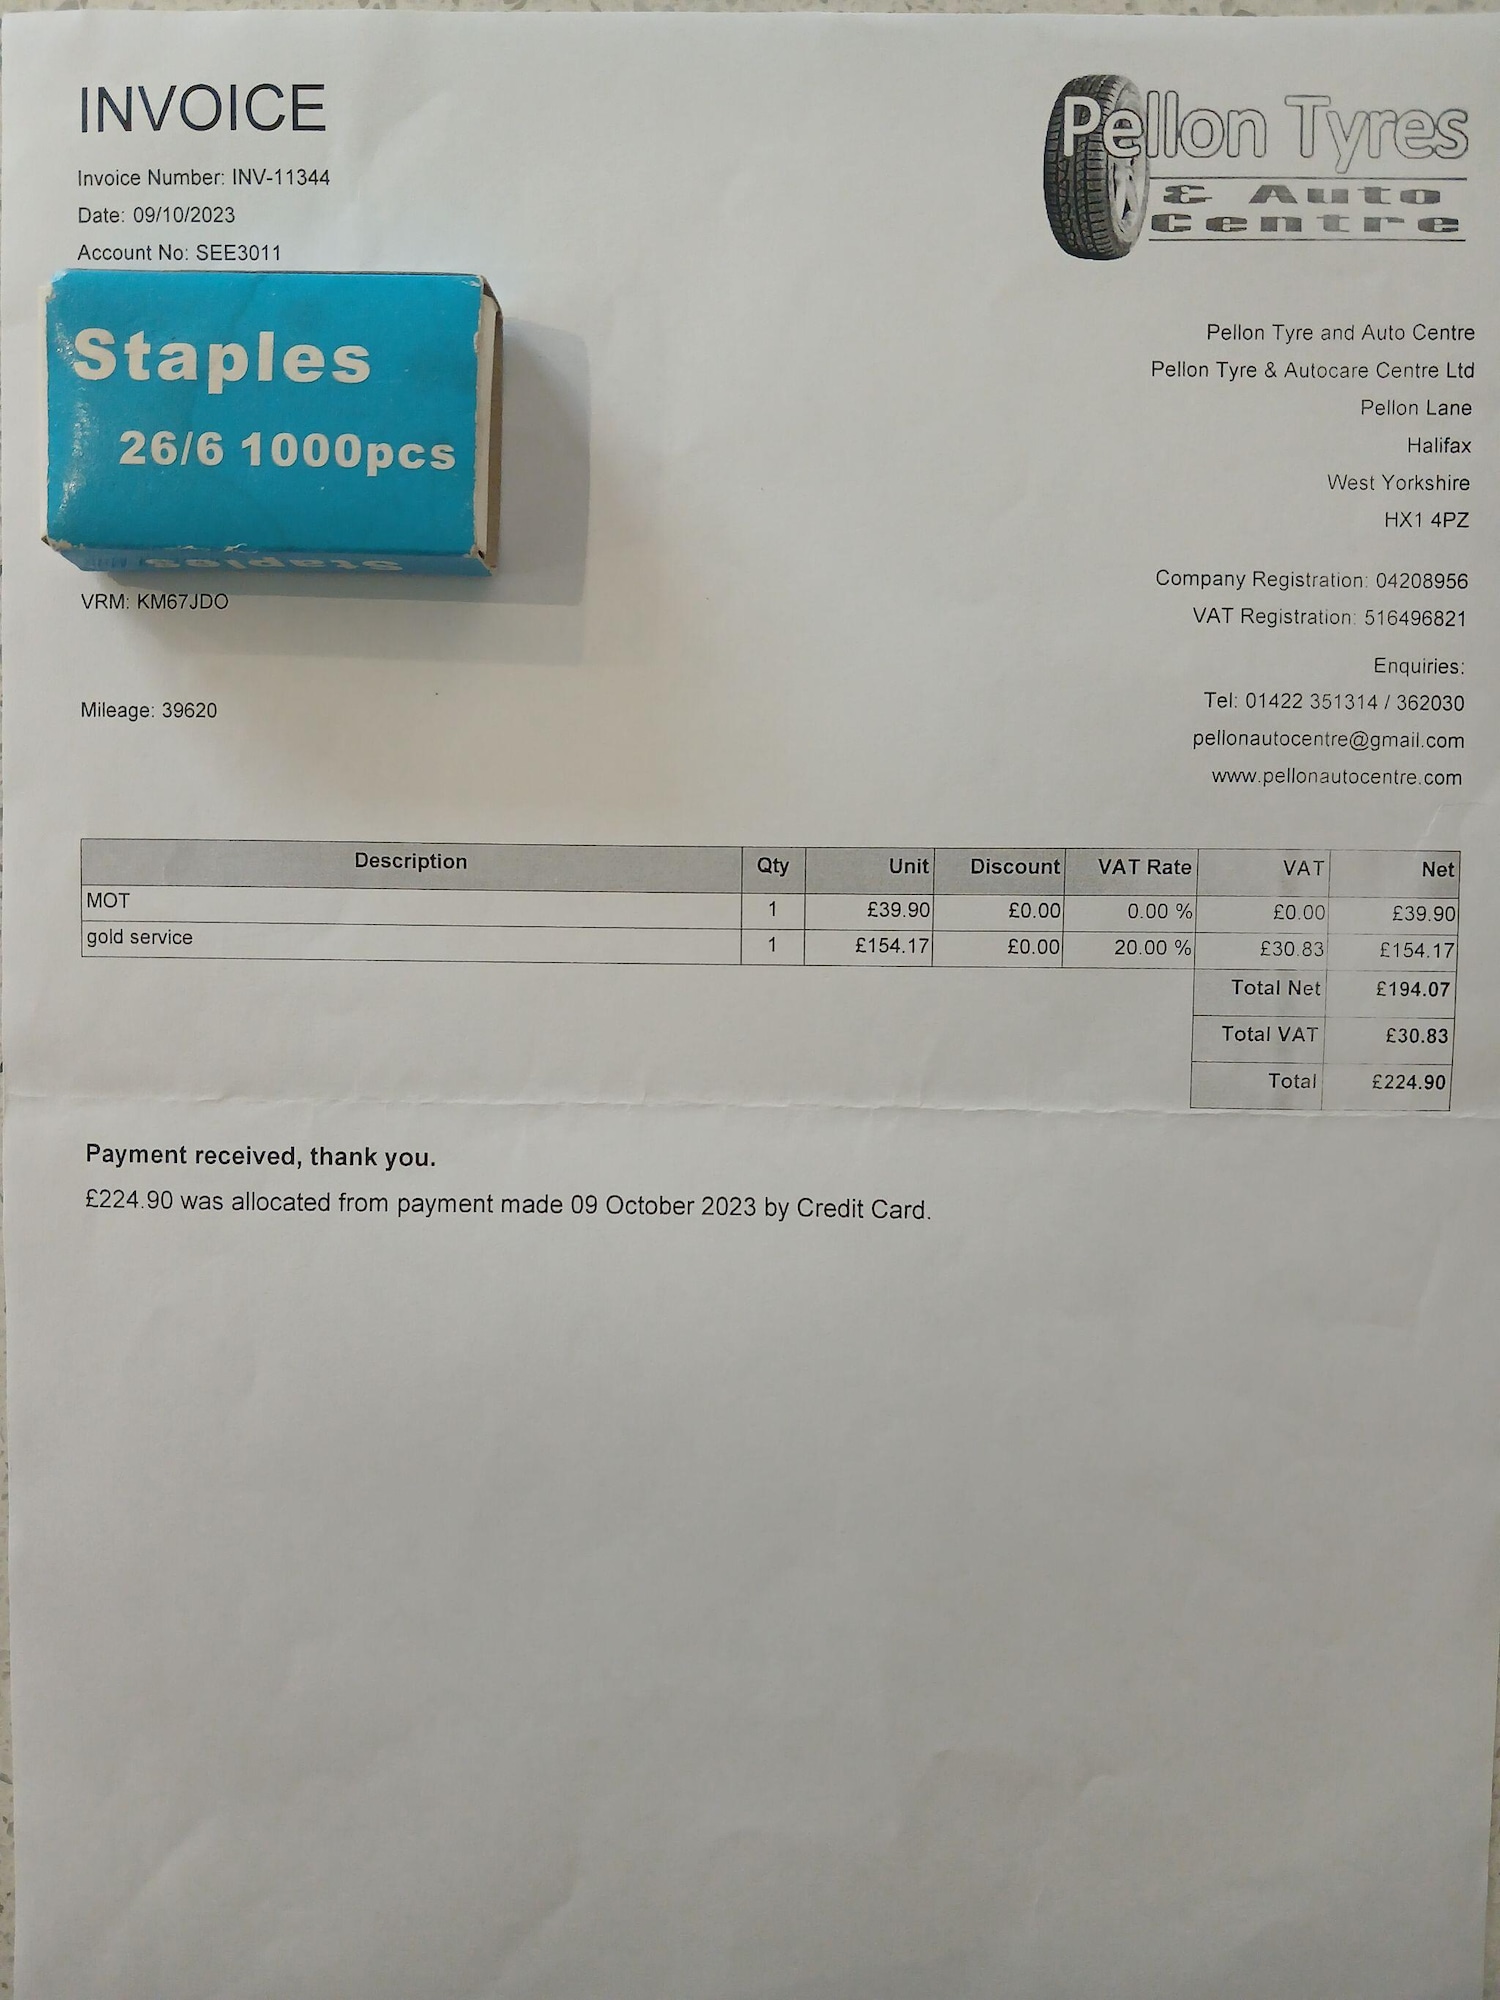 INVOICE
Invoice Number: INV-11344
Date: 09/10/2023
Account No: SEE3011
Pellon Tyres
& Auto
Centre
Staples
26/6 1000pcs
Staples
VRM: KM67JDO
Mileage: 39620
Pellon Tyre and Auto Centre
Pellon Tyre & Autocare Centre Ltd
Pellon Lane
Halifax
West Yorkshire
HX1 4PZ
Company Registration: 04208956
VAT Registration: 516496821
Enquiries:
Tel: 01422 351314 / 362030
pellonautocentre@gmail.com
www.pellonautocentre.com
Description Qty Unit Discount VAT Rate VAT Net
MOT 1 £39.90 £0.00 0.00 % £0.00 £39.90
gold service 1 £154.17 £0.00 20.00 % £30.83 £154.17
Total Net £194.07
Total VAT £30.83
Total £224.90
Payment received, thank you.
£224.90 was allocated from payment made 09 October 2023 by Credit Card.